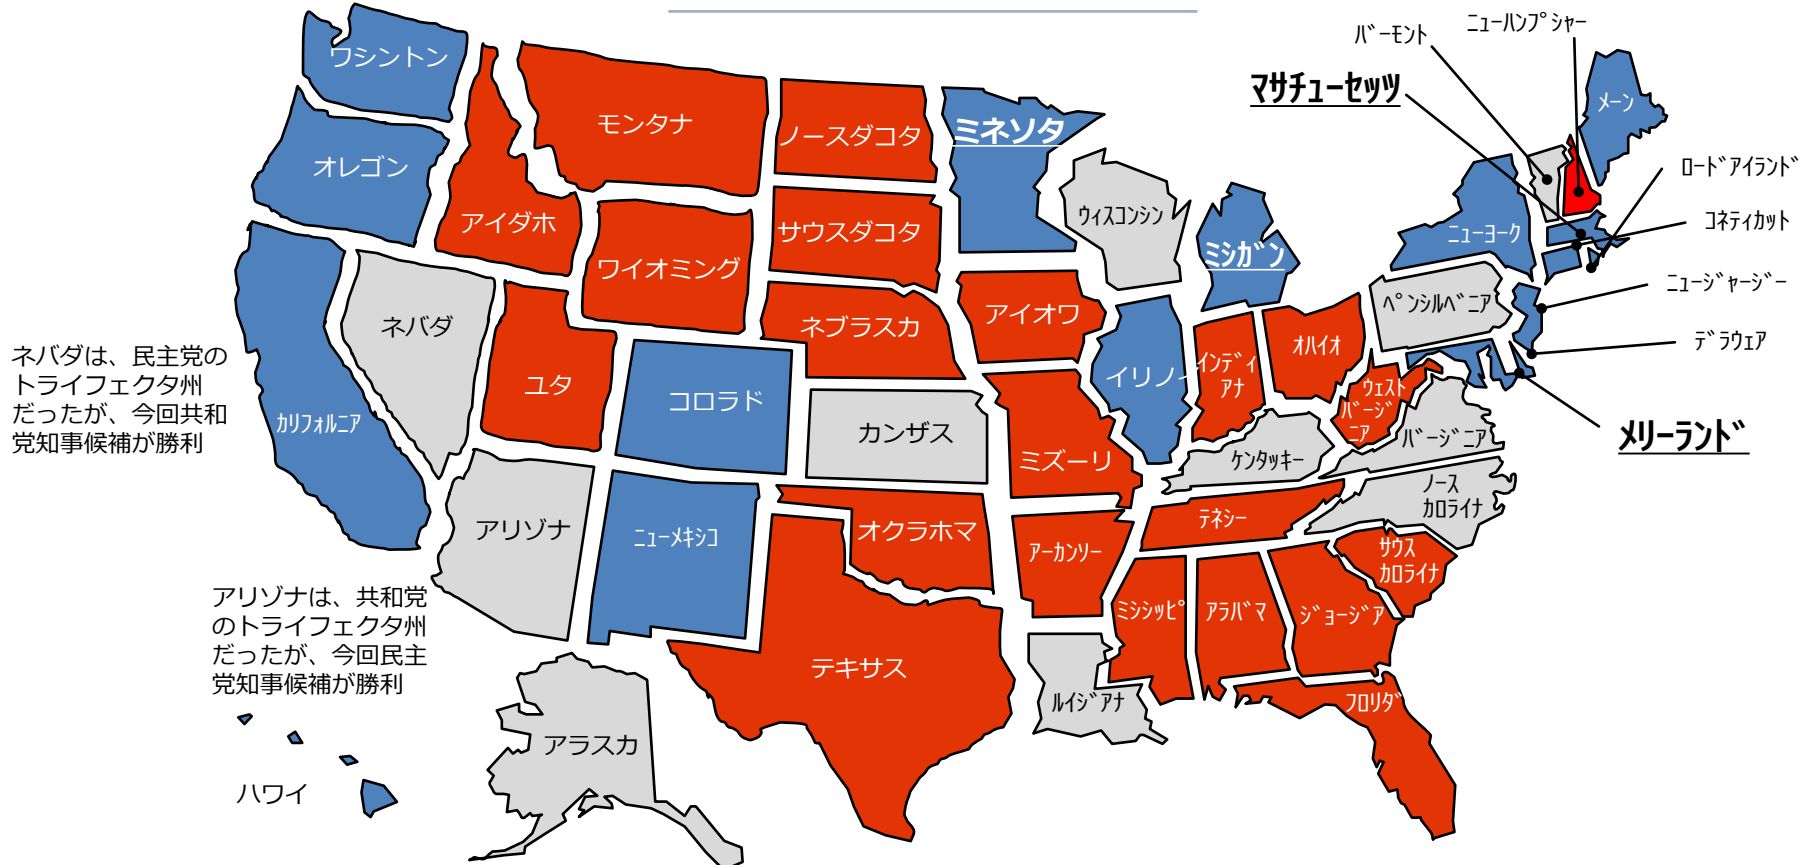 ワシントン
オレゴン
カリフォルニア
アイダホ
モンタナ
ワイオミング
ネバダ
ユタ
コロラド
アリゾナ
ニューメキシコ
ノースダコタ
サウスダコタ
ネブラスカ
カンザス
オクラホマ
テキサス
ミネソタ
アイオワ
ミズーリ
アーカンソー
ルイジアナ
ウィスコンシン
イリノイ
ミシガン
インディ
アナ
オハイオ
ケンタッキー
テネシー
ミシシッピ
アラバマ
ジョージア
フロリダ
サウス
カロライナ
ノース
カロライナ
バージニア
ウェスト
バージ
ニア
ペンシルベニア
ニューヨーク
メーン
バーモント
ニューハンプシャー
マサチューセッツ
ロードアイランド
コネティカット
ニュージャージー
デラウェア
メリーランド
アラスカ
ハワイ
ネバダは、民主党の
トライフェクタ州
だったが、今回共和
党知事候補が勝利
アリゾナは、共和党
のトライフェクタ州
だったが、今回民主
党知事候補が勝利